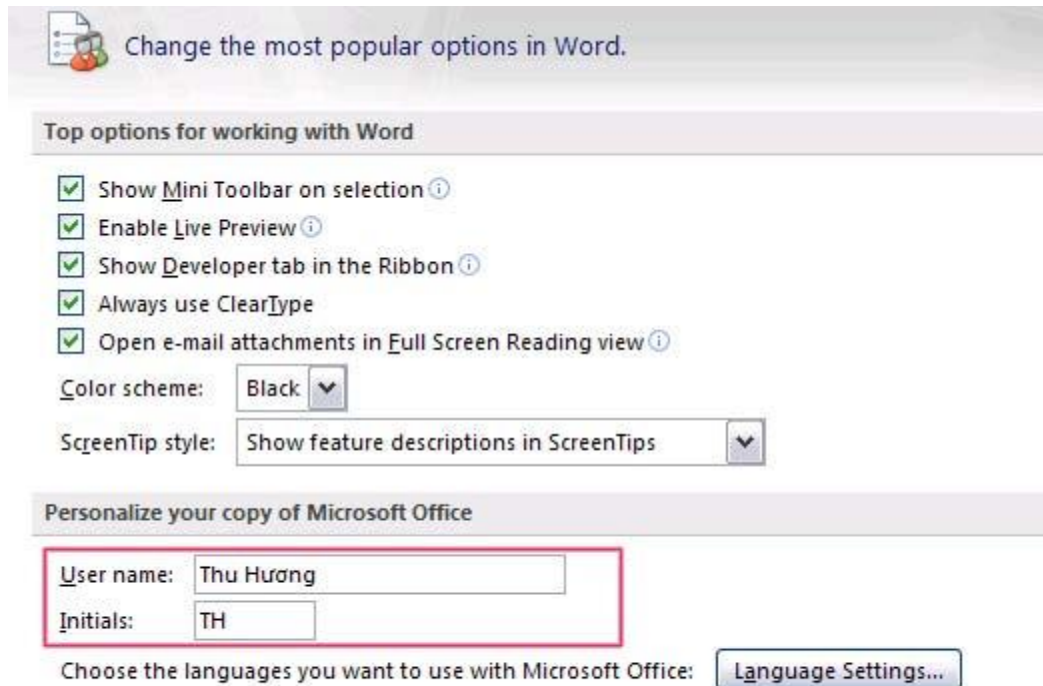 Change the most popular options in Word.
Top options for working with Word
Show Mini Toolbar on selection
Enable Live Preview
Show Developer tab in the Ribbon
Always use ClearType
Open e-mail attachments in Full Screen Reading view
Color scheme: Black
ScreenTip style: Show feature descriptions in ScreenTips
Personalize your copy of Microsoft Office
User name: Thu Hương
Initials: TH
Choose the languages you want to use with Microsoft Office: Language Settings...